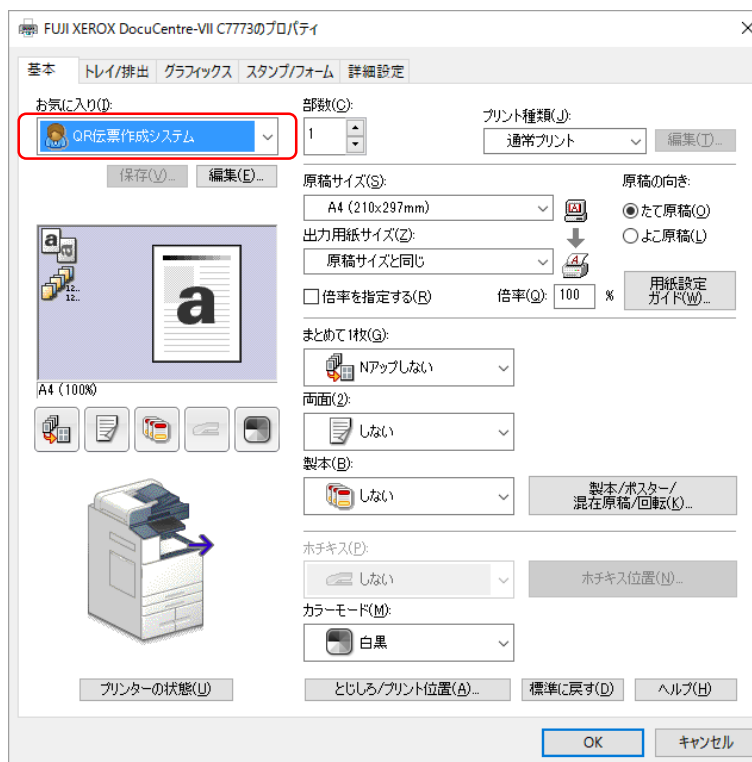 FUJI XEROX DocuCentre-VII C7773のプロパティ
基本 トレイ/排出 グラフィックス スタンプ/フォーム 詳細設定
お気に入り(I):
QR伝票作成システム
保存(V)... 編集(E)...
a
a
12..
12..
a
A4 (100%)
プリンターの状態(U)
部数(C):
1
プリント種類(J):
通常プリント 編集(T)...
原稿サイズ(S):
A4 (210x297mm)
出力用紙サイズ(Z):
原稿サイズと同じ
倍率を指定する(R) 倍率(Q): 100 %
原稿の向き:
たて原稿(O)
よこ原稿(L)
A
A
用紙設定
ガイド(W)...
まとめて1枚(G):
Nアップしない
両面(2):
しない
製本(B):
しない
製本/ポスター/
混在原稿/回転(K)...
ホチキス(P):
しない ホチキス位置(N)...
カラーモード(M):
白黒
とじしろ/プリント位置(A)... 標準に戻す(D) ヘルプ(H)
OK キャンセル